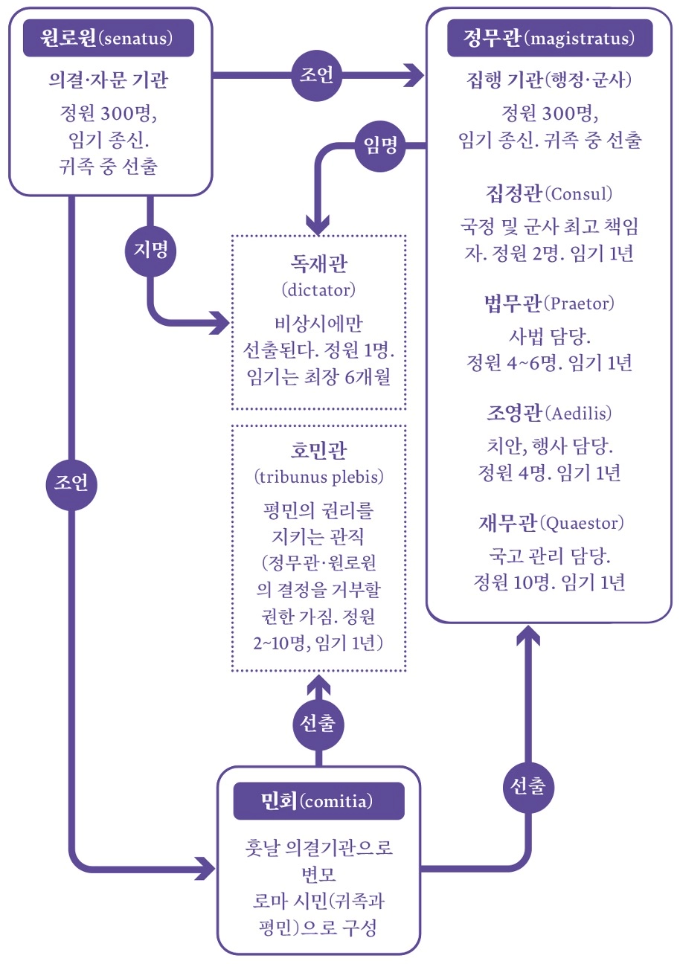 원로원(senatus)
의결·자문 기관
정원 300명,
임기 종신.
귀족 중 선출
조언
정무관(magistratus)
집행 기관(행정·군사)
정원 300명,
임기 종신. 귀족 중 선출
집정관(Consul)
국정 및 군사 최고 책임
자. 정원 2명. 임기 1년
법무관(Praetor)
사법 담당.
정원 4~6명. 임기 1년
조영관(Aedilis)
치안, 행사 담당.
정원 4명. 임기 1년
재무관(Quaestor)
국고 관리 담당.
정원 10명. 임기 1년
임명
지명
독재관
(dictator)
비상시에만
선출된다. 정원 1명.
임기는 최장 6개월
호민관
(tribunus plebis)
평민의 권리를
지키는 관직
(정무관·원로원
의 결정을 거부할
권한 가짐. 정원
2~10명, 임기 1년)
조언
선출
선출
민회(comitia)
훗날 의결기관으로
변모
로마 시민(귀족과
평민)으로 구성